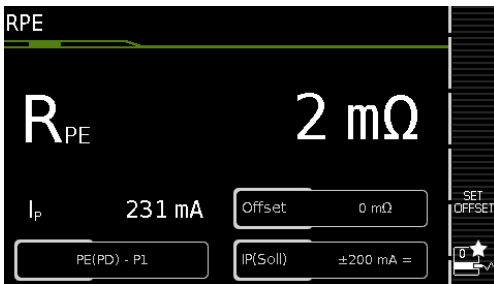 RPE
RPE 2 mΩ
IP 231 mA
Offset 0 mΩ
SET
OFFSET
PE(PD) - P1
IP(Soll) ±200 mA =
0